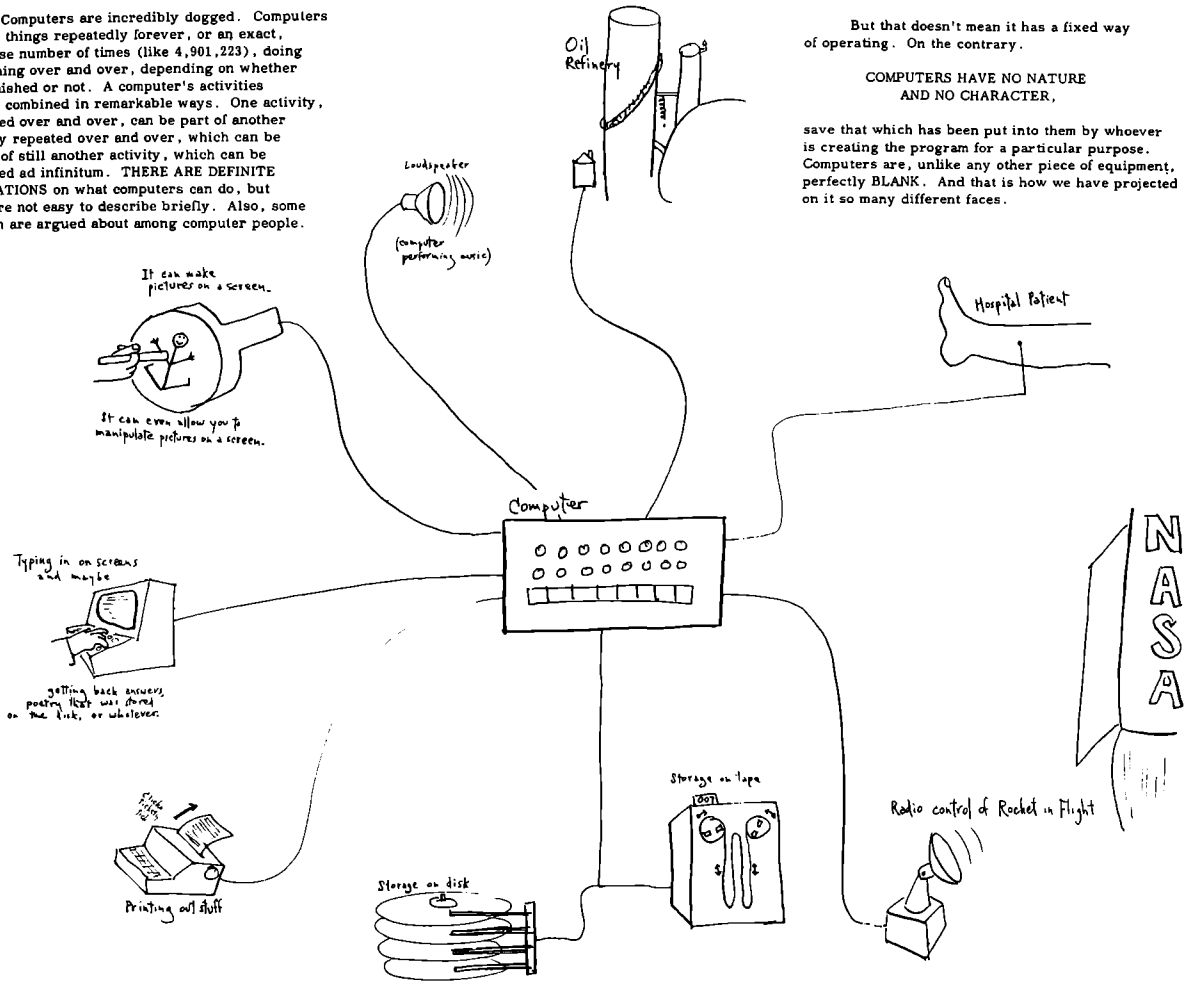 Computers are incredibly dogged. Computers
things repeatedly forever, or an exact,
se number of times (like 4,901,223), doing
ing over and over, depending on whether
ished or not. A computer's activities
combined in remarkable ways. One activity,
ed over and over, can be part of another
y repeated over and over, which can be
of still another activity, which can be
ed ad infinitum. THERE ARE DEFINITE
ATIONS on what computers can do, but
re not easy to describe briefly. Also, some
n are argued about among computer people.
Oil
Refinery
But that doesn't mean it has a fixed way
of operating. On the contrary.
COMPUTERS HAVE NO NATURE
AND NO CHARACTER,
save that which has been put into them by whoever
is creating the program for a particular purpose.
Computers are, unlike any other piece of equipment,
perfectly BLANK. And that is how we have projected
on it so many different faces.
Loudspeaker
(computer
performing music)
It can make
pictures on a screen.
It can even allow you to
manipulate pictures on a screen.
Hospital Patient
Computer
Typing in on screens
and maybe
getting back answers,
poetry that was stored
on the disk, or whatever.
NASA
Printing out stuff
Storage on disk
Storage on tape
007
Radio control of Rocket in Flight